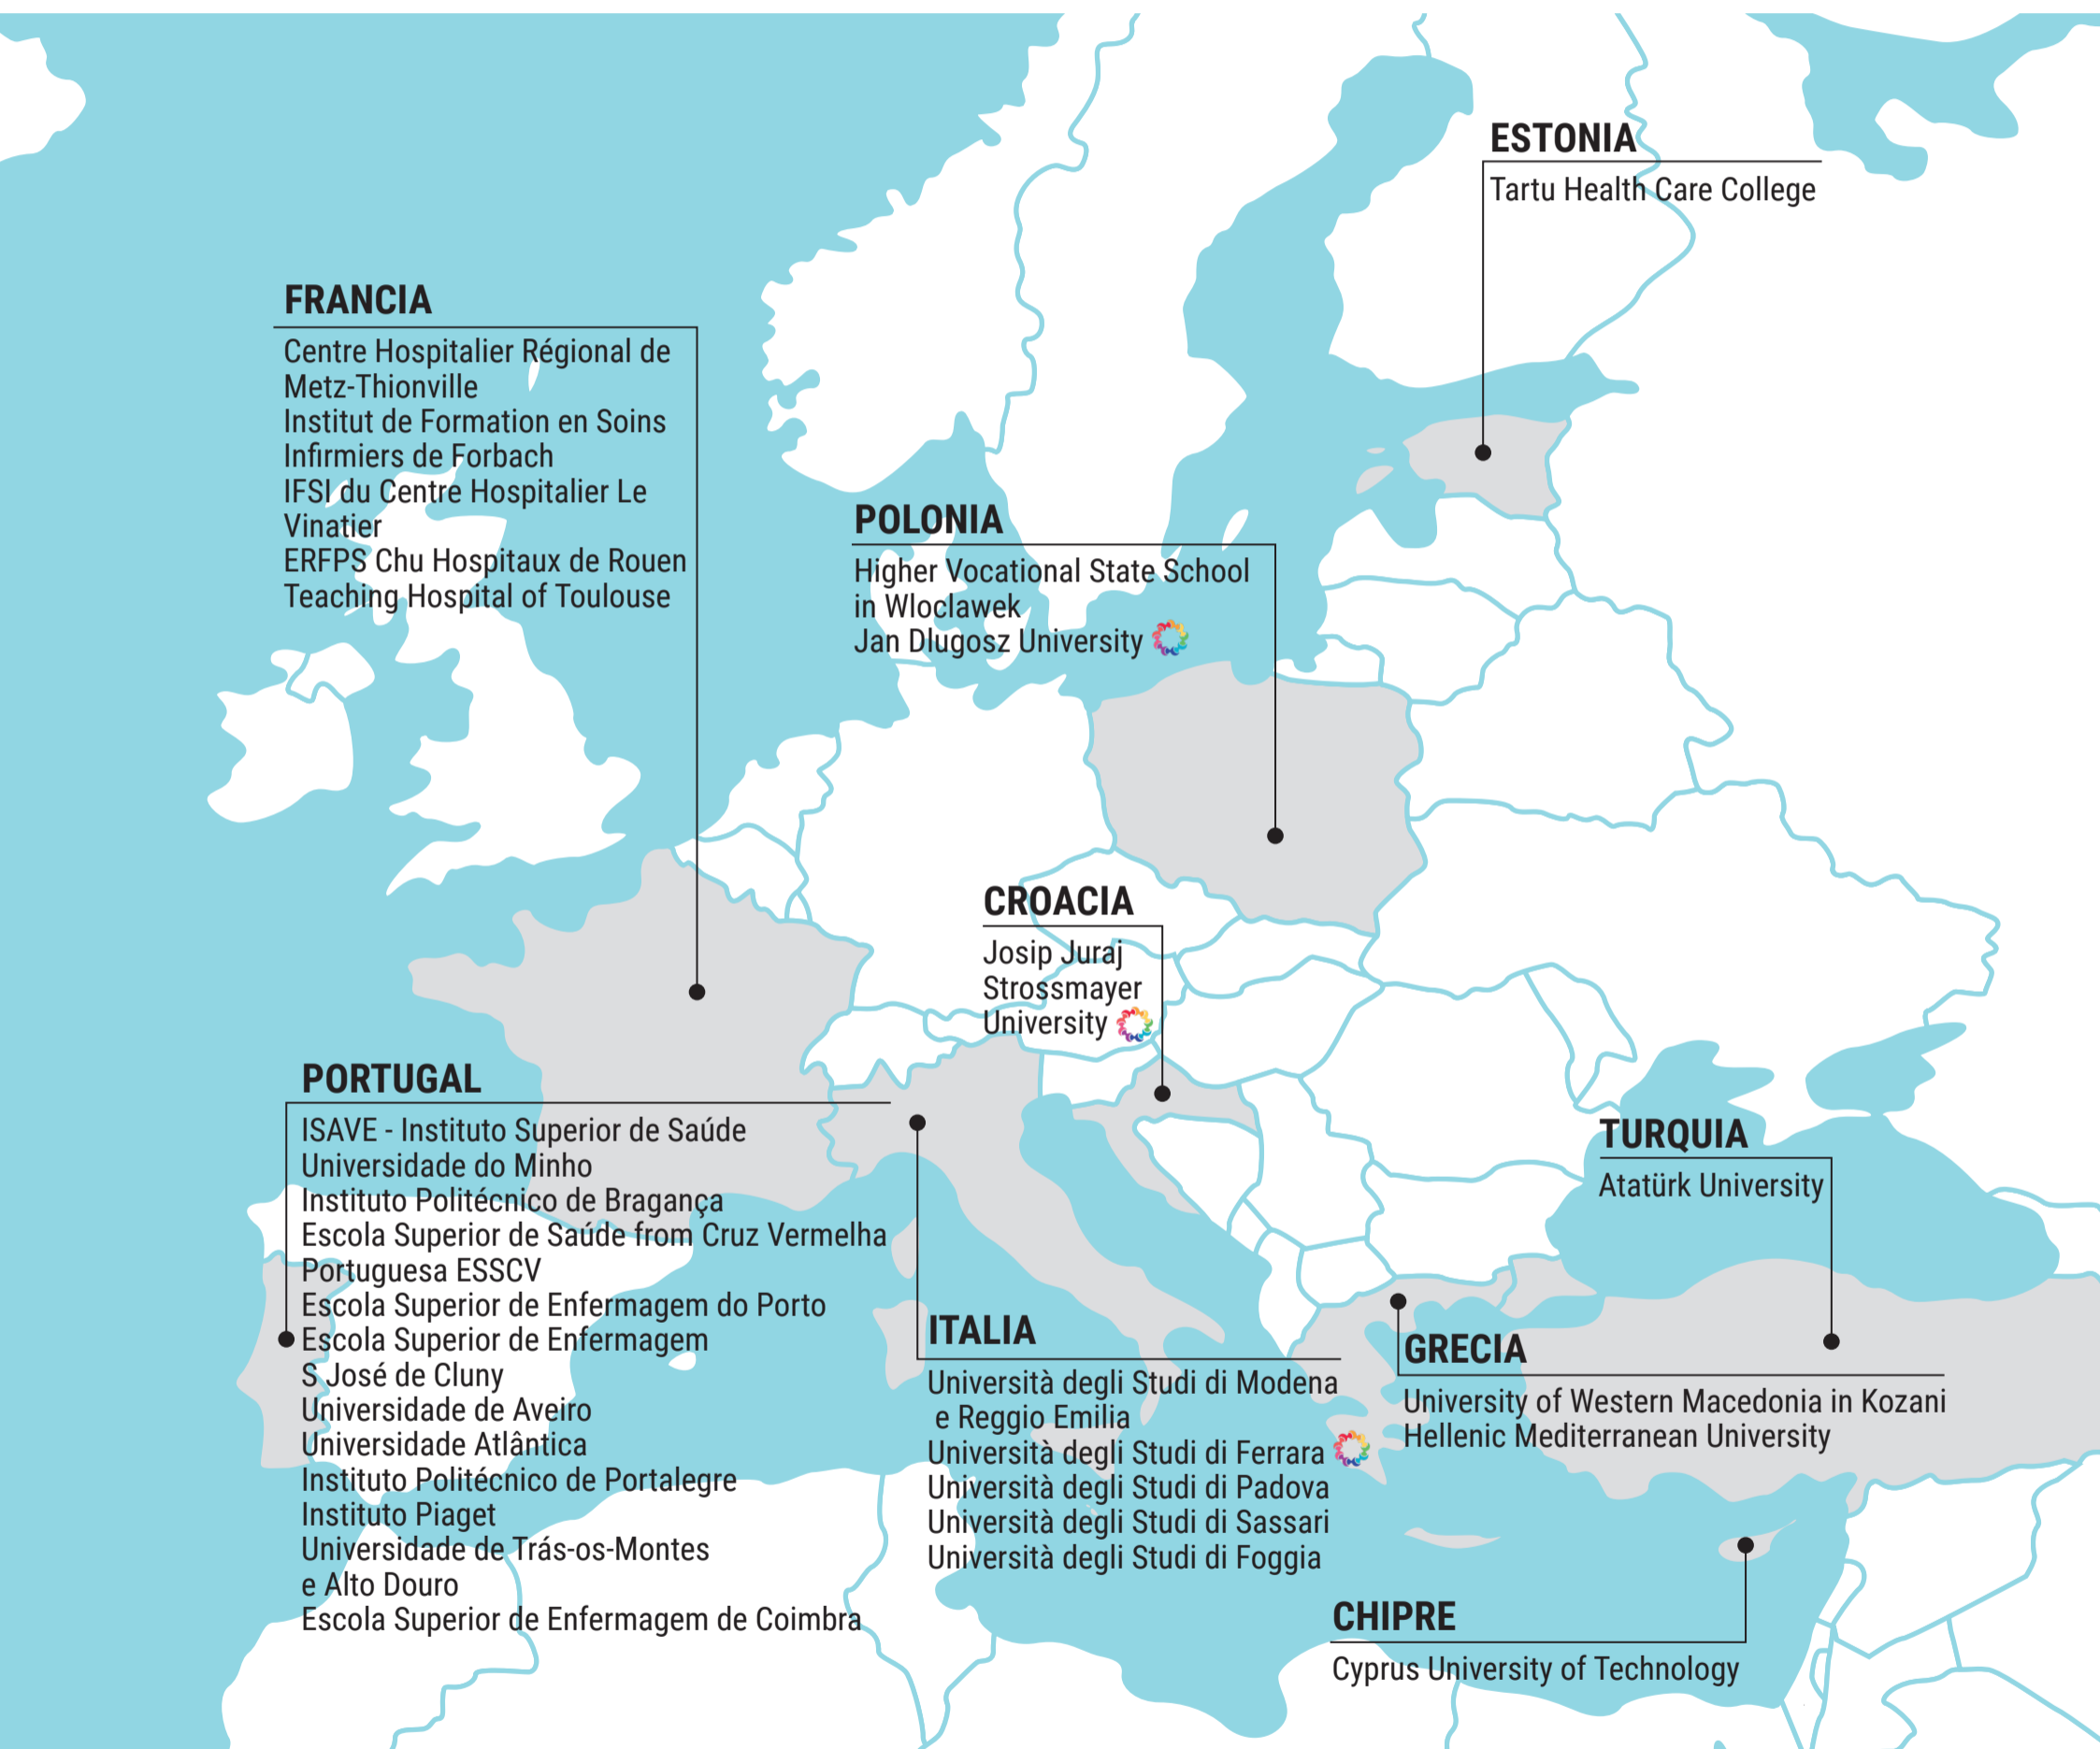 ESTONIA
Tartu Health Care College
FRANCIA
Centre Hospitalier Régional de
Metz-Thionville
Institut de Formation en Soins
Infirmiers de Forbach
IFSI du Centre Hospitalier Le
Vinatier
ERFPS Chu Hospitaux de Rouen
Teaching Hospital of Toulouse
POLONIA
Higher Vocational State School
in Wloclawek
Jan Dlugosz University
CROACIA
Josip Juraj
Strossmayer
University
PORTUGAL
ISAVE - Instituto Superior de Saúde
Universidade do Minho
Instituto Politécnico de Bragança
Escola Superior de Saúde from Cruz Vermelha
Portuguesa ESSCV
Escola Superior de Enfermagem do Porto
Escola Superior de Enfermagem
S José de Cluny
Universidade de Aveiro
Universidade Atlântica
Instituto Politécnico de Portalegre
Instituto Piaget
Universidade de Trás-os-Montes
e Alto Douro
Escola Superior de Enfermagem de Coimbra
TURQUIA
Atatürk University
ITALIA
Università degli Studi di Modena
e Reggio Emilia
Università degli Studi di Ferrara
Università degli Studi di Padova
Università degli Studi di Sassari
Università degli Studi di Foggia
GRECIA
University of Western Macedonia in Kozani
Hellenic Mediterranean University
CHIPRE
Cyprus University of Technology